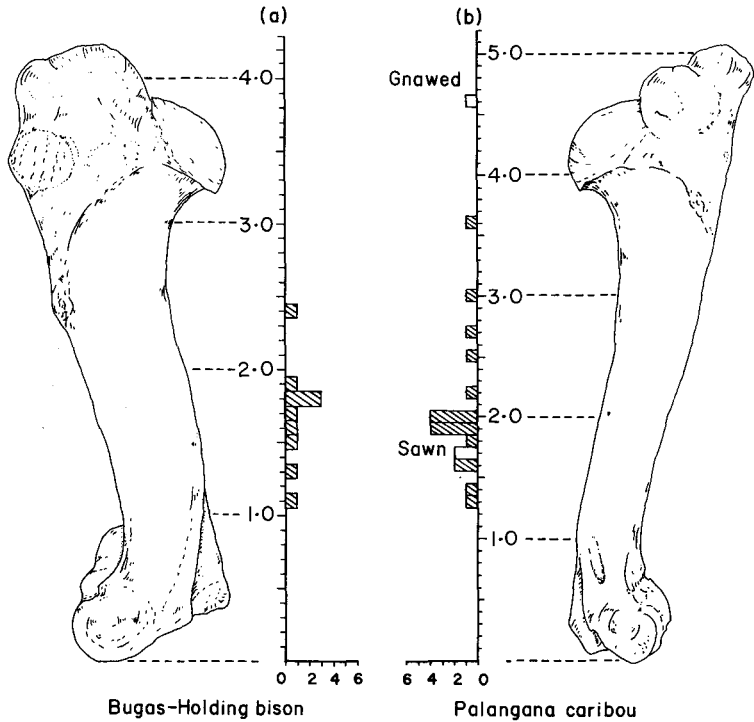 (a)
(b)
4·0
3·0
2·0
1·0
0 2 4 6
5·0
Gnawed
4·0
3·0
2·0
Sawn
1·0
6 4 2 0
Bugas-Holding bison
Palangana caribou